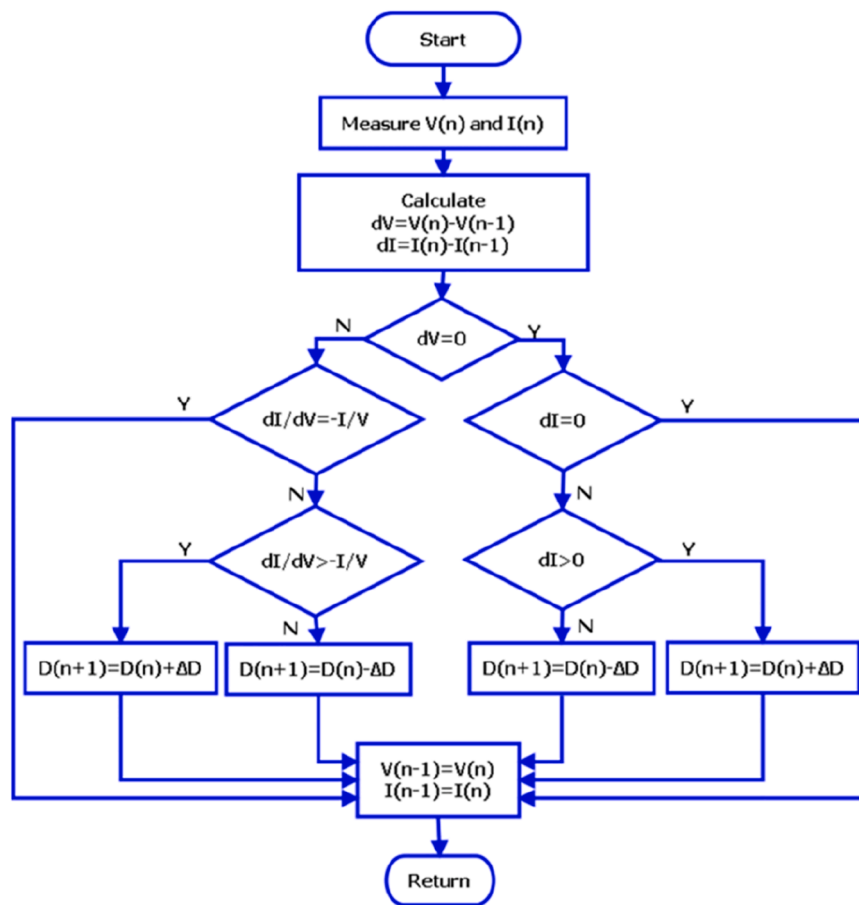 Start
Measure V(n) and I(n)
Calculate
dV=V(n)-V(n-1)
dI=I(n)-I(n-1)
N
dV=0
Y
Y
dI/dV=-I/V
dI=0
Y
N
N
Y
dI/dV>-I/V
dI>0
Y
N
N
D(n+1)=D(n)+ΔD
D(n+1)=D(n)-ΔD
D(n+1)=D(n)-ΔD
D(n+1)=D(n)+ΔD
V(n-1)=V(n)
I(n-1)=I(n)
Return